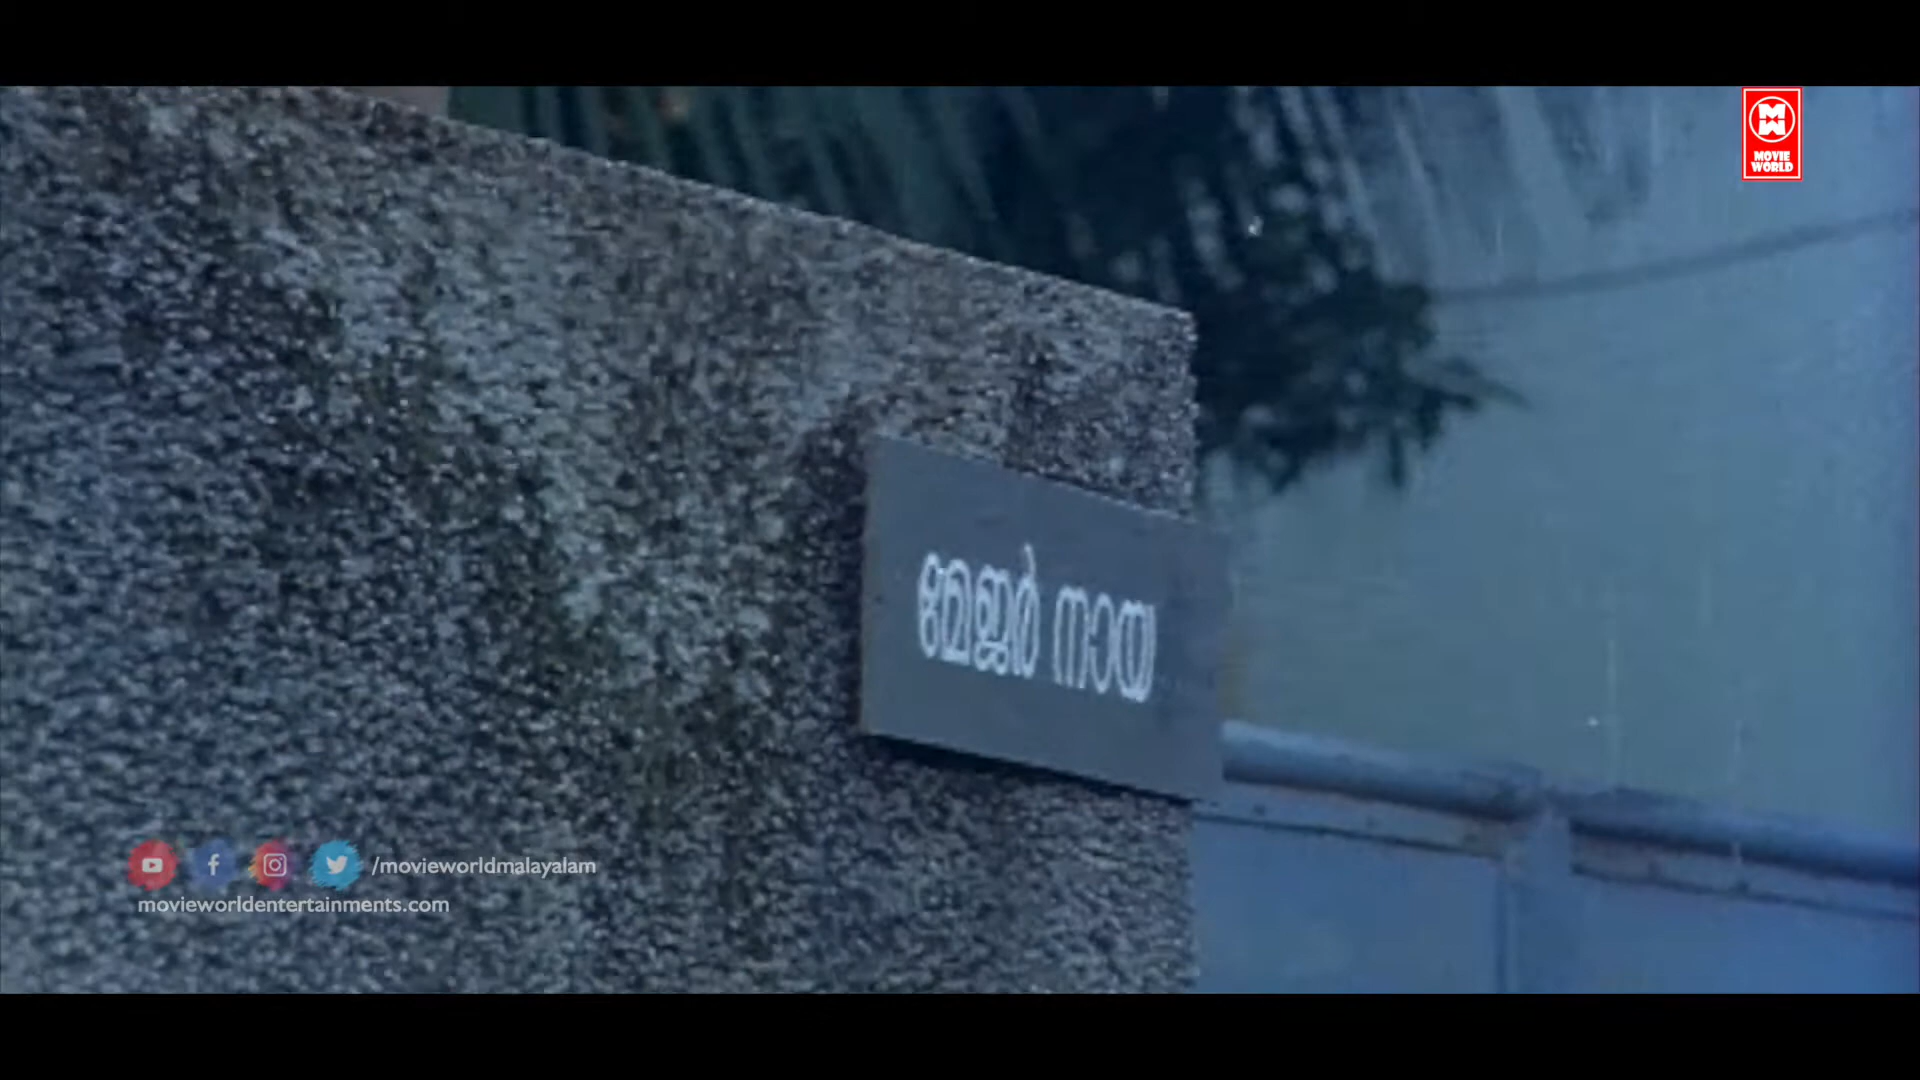 MOVIE
WORLD
മേജർ നായ
/movieworldmalayalam
movieworldentertainments.com